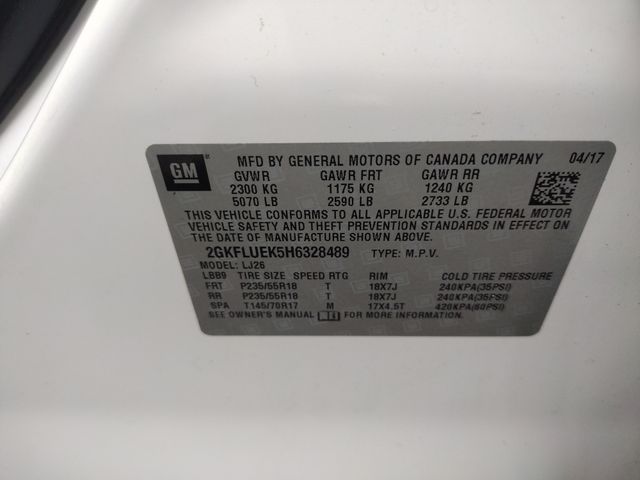 GM MFD BY GENERAL MOTORS OF CANADA COMPANY 04/17
GVWR GAWR FRT GAWR RR
2300 KG 1175 KG 1240 KG
5070 LB 2590 LB 2733 LB
THIS VEHICLE CONFORMS TO ALL APPLICABLE U.S. FEDERAL MOTOR
VEHICLE SAFETY AND THEFT PREVENTION STANDARDS IN EFFECT ON
THE DATE OF MANUFACTURE SHOWN ABOVE.
2GKFLUEK5H6328489 TYPE: M.P.V.
MODEL: LJ26
LBB9 TIRE SIZE SPEED RTG RIM COLD TIRE PRESSURE
FRT P235/55R18 T 18X7J 240KPA(35PSI)
RR P235/55R18 T 18X7J 240KPA(35PSI)
SPA T145/70R17 M 17X4.5T 420KPA(60PSI)
SEE OWNER'S MANUAL FOR MORE INFORMATION.